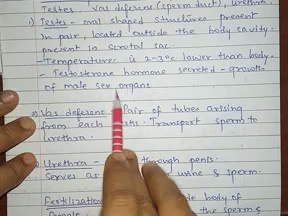 Testes, Vas deferens (sperm duct), Urethra
1) Testes - oval shaped structures present
In pair, located outside the body cavity.
present in scrotal sac.
- Temperature is 2-3°C lower than body.
- Testosterone hormone secreted - growth
of male sex organs
2) Vas deferens - Pair of tubes arising
from each testis. Transport sperm to
urethra.
3) Urethra - through penis.
Serves as urine & sperm.
Fertilization body of
the sperms